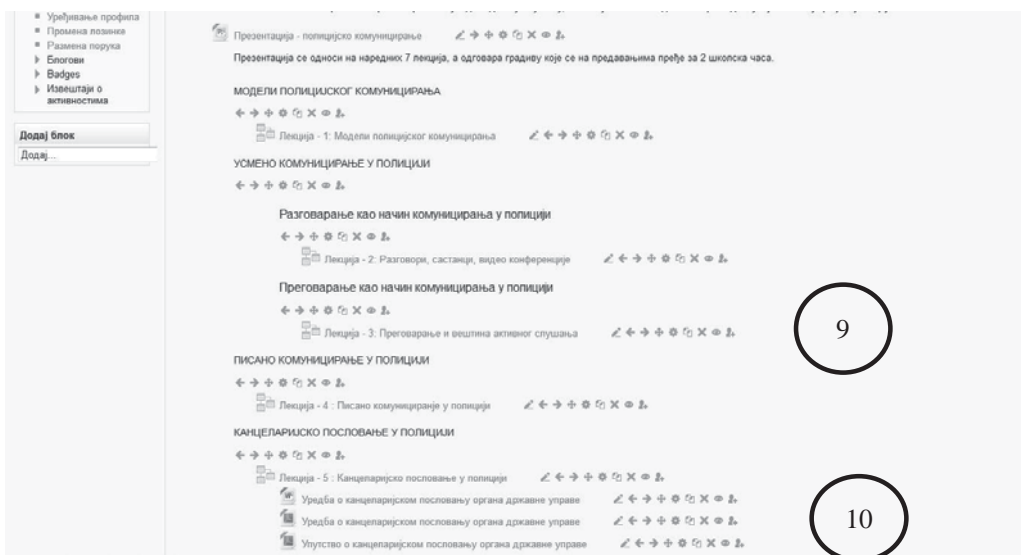 Уређивање профила
Промена лозинке
Размена порука
Блогови
Badges
Извештаји о
активностима
Додај блок
Додај...
Презентација - полицијско комуницирање
Презентација се односи на наредних 7 лекција, а одговара градиву које се на предавањима пређе за 2 школска часа.
МОДЕЛИ ПОЛИЦИЈСКОГ КОМУНИЦИРАЊА
Лекција - 1: Модели полицијског комуницирања
УСМЕНО КОМУНИЦИРАЊЕ У ПОЛИЦИЈИ
Разговарање као начин комуницирања у полицији
Лекција - 2: Разговори, састанци, видео конференције
Преговарање као начин комуницирања у полицији
Лекција - 3: Преговарање и вештина активног слушања
9
ПИСАНО КОМУНИЦИРАЊЕ У ПОЛИЦИЈИ
Лекција - 4 : Писано комуницирање у полицији
КАНЦЕЛАРИЈСКО ПОСЛОВАЊЕ У ПОЛИЦИЈИ
Лекција - 5 : Канцеларијско пословање у полицији
Уредба о канцеларијском пословању органа државне управе
Уредба о канцеларијском пословању органа државне управе
10
Упутство о канцеларијском пословању органа државне управе